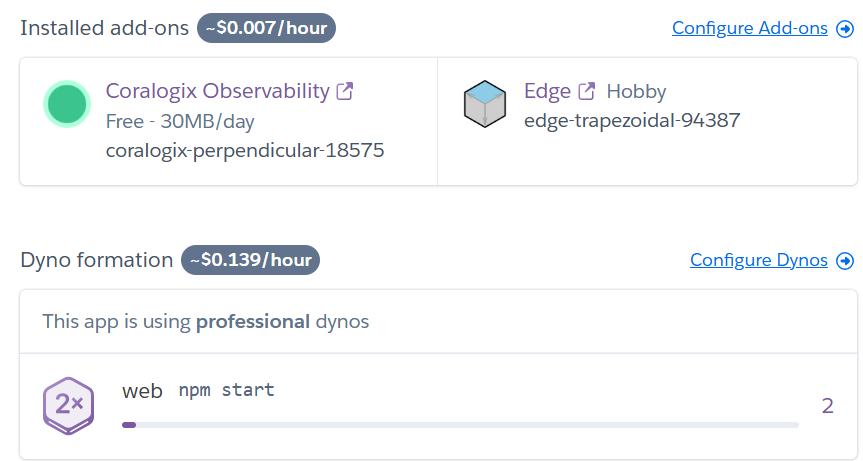 Installed add-ons ~$0.007/hour Configure Add-ons
Coralogix Observability
Free - 30MB/day
coralogix-perpendicular-18575
Edge Hobby
edge-trapezoidal-94387
Dyno formation ~$0.139/hour Configure Dynos
This app is using professional dynos
2× web npm start 2